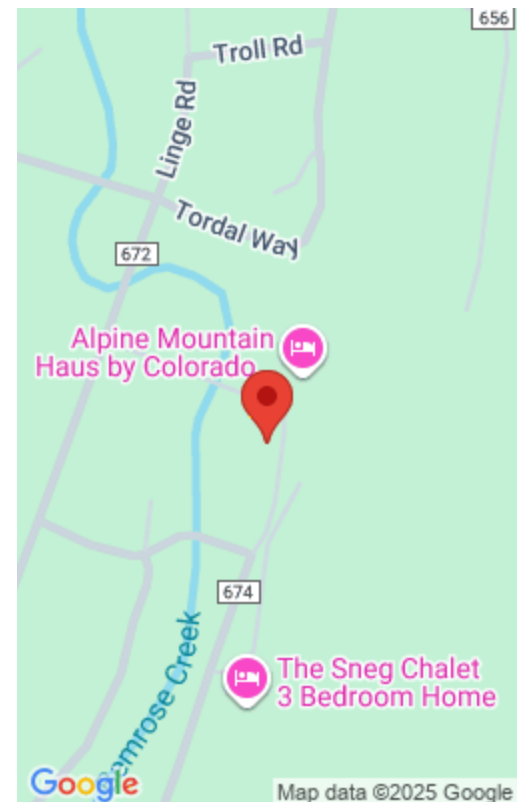 656
Troll Rd
Linge Rd
Tordal Way
672
Alpine Mountain
Haus by Colorado
674
The Sneg Chalet
3 Bedroom Home
Creek
Google
Map data ©2025 Google